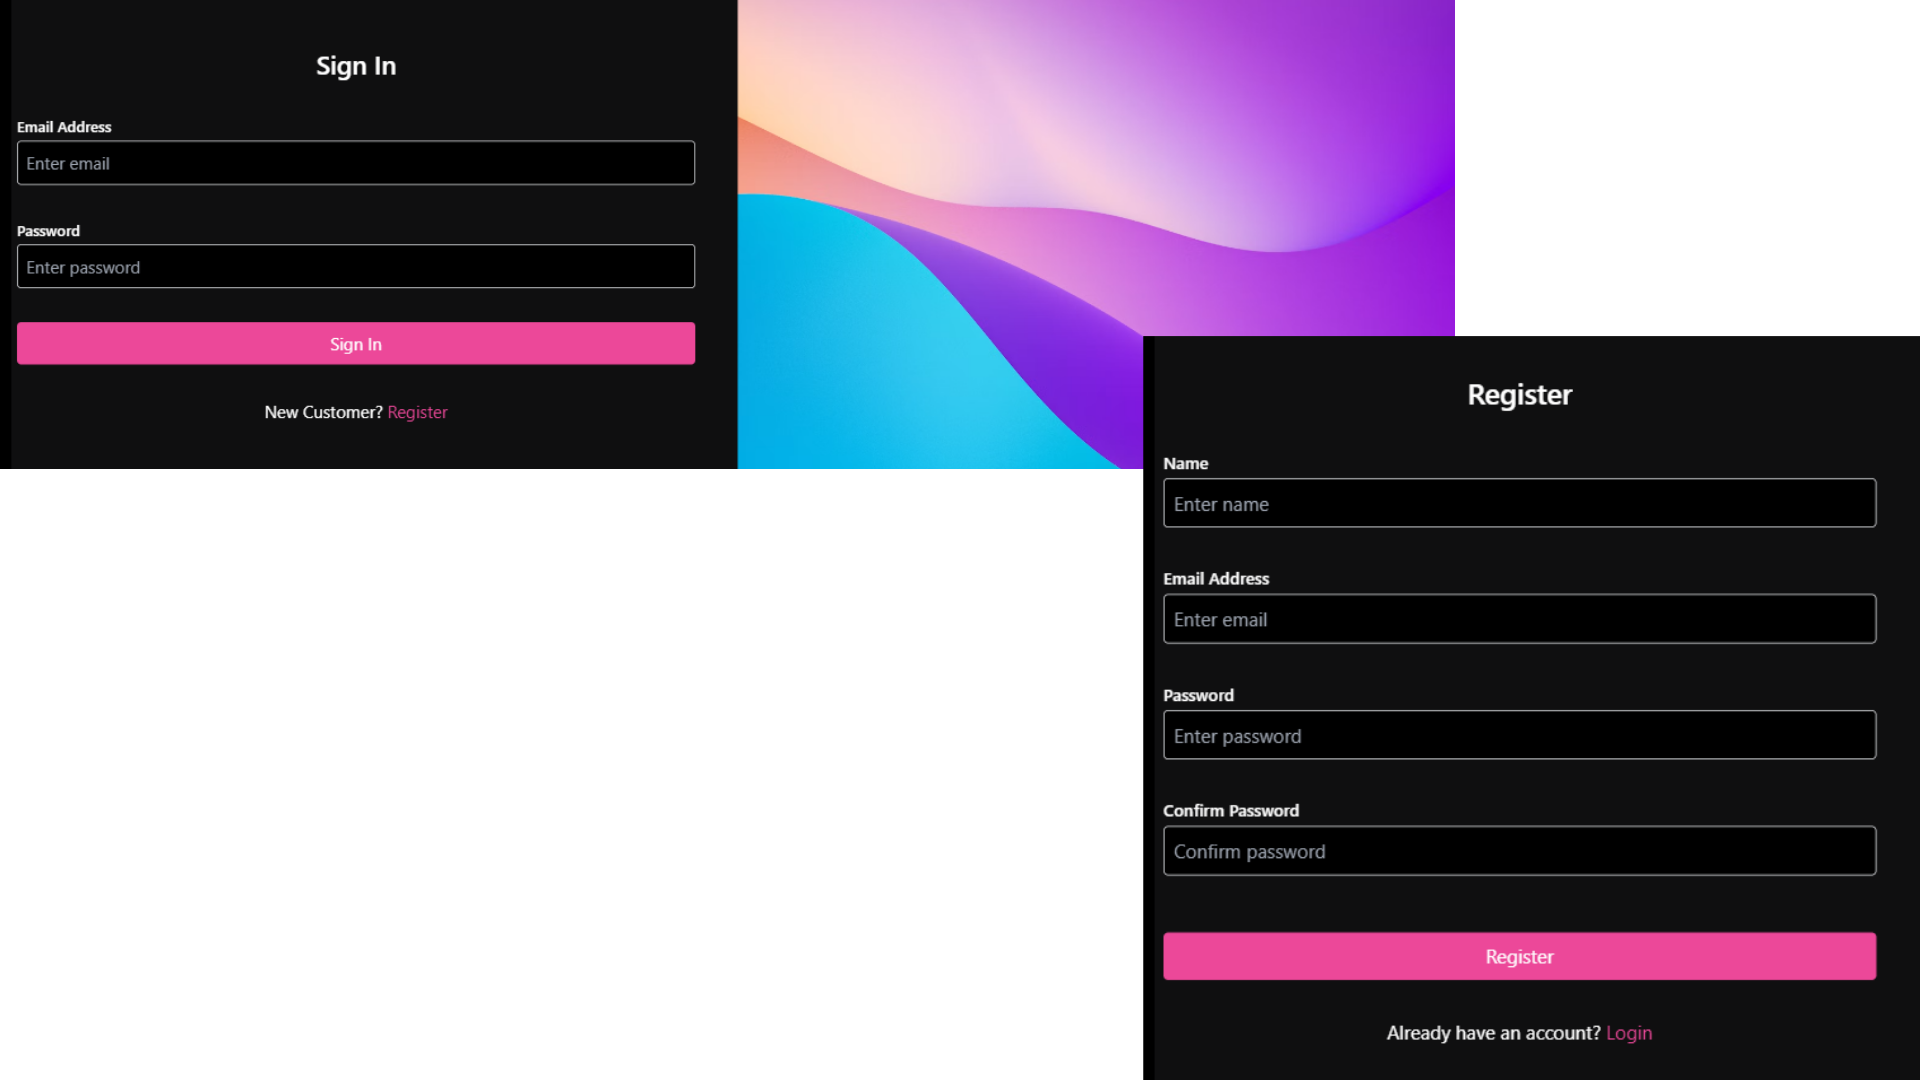 Sign In
Email Address
Enter email
Password
Enter password
Sign In
New Customer? Register
Register
Name
Enter name
Email Address
Enter email
Password
Enter password
Confirm Password
Confirm password
Register
Already have an account? Login